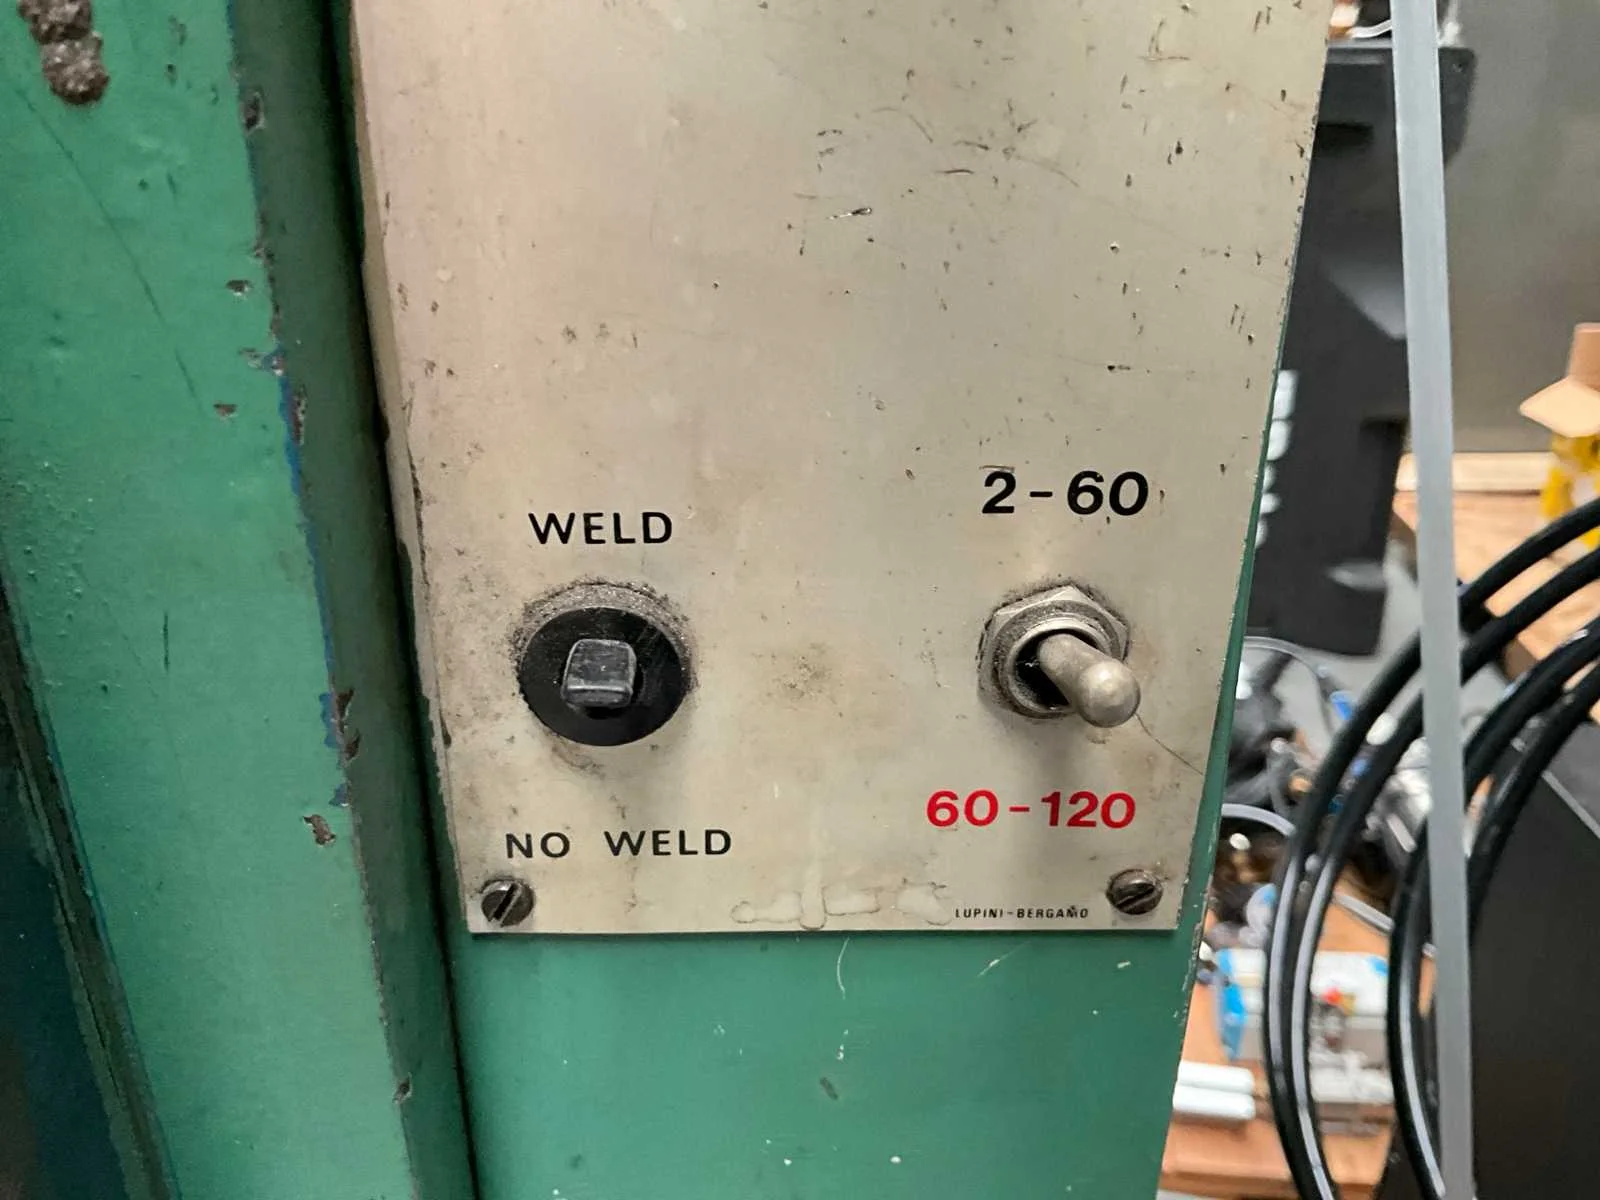 WELD
2-60
NO WELD
60-120
LUPINI-BERGAMO